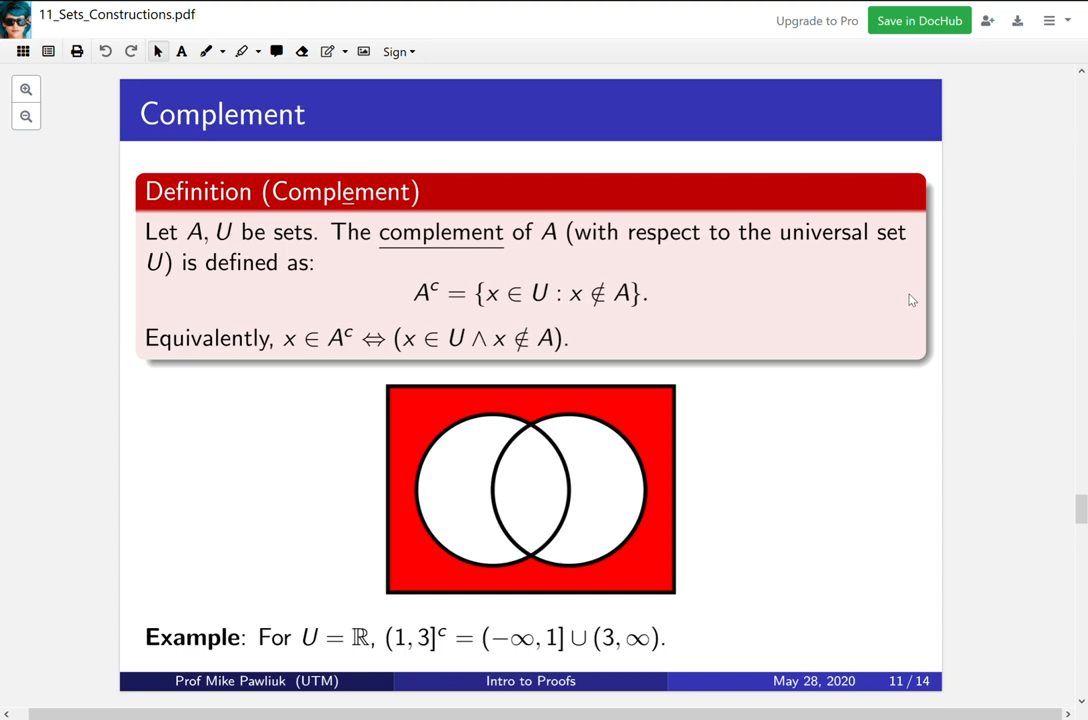 11_Sets_Constructions.pdf
Upgrade to Pro
Save in DocHub
Sign
Complement
Definition (Complement)
Let A, U be sets. The complement of A (with respect to the universal set
U) is defined as:
Aᶜ = {x ∈ U : x ∉ A}.
Equivalently, x ∈ Aᶜ ⇔ (x ∈ U ∧ x ∉ A).
Example: For U = ℝ, (1, 3]ᶜ = (−∞, 1] ∪ (3, ∞).
Prof Mike Pawliuk (UTM) Intro to Proofs May 28, 2020 11 / 14